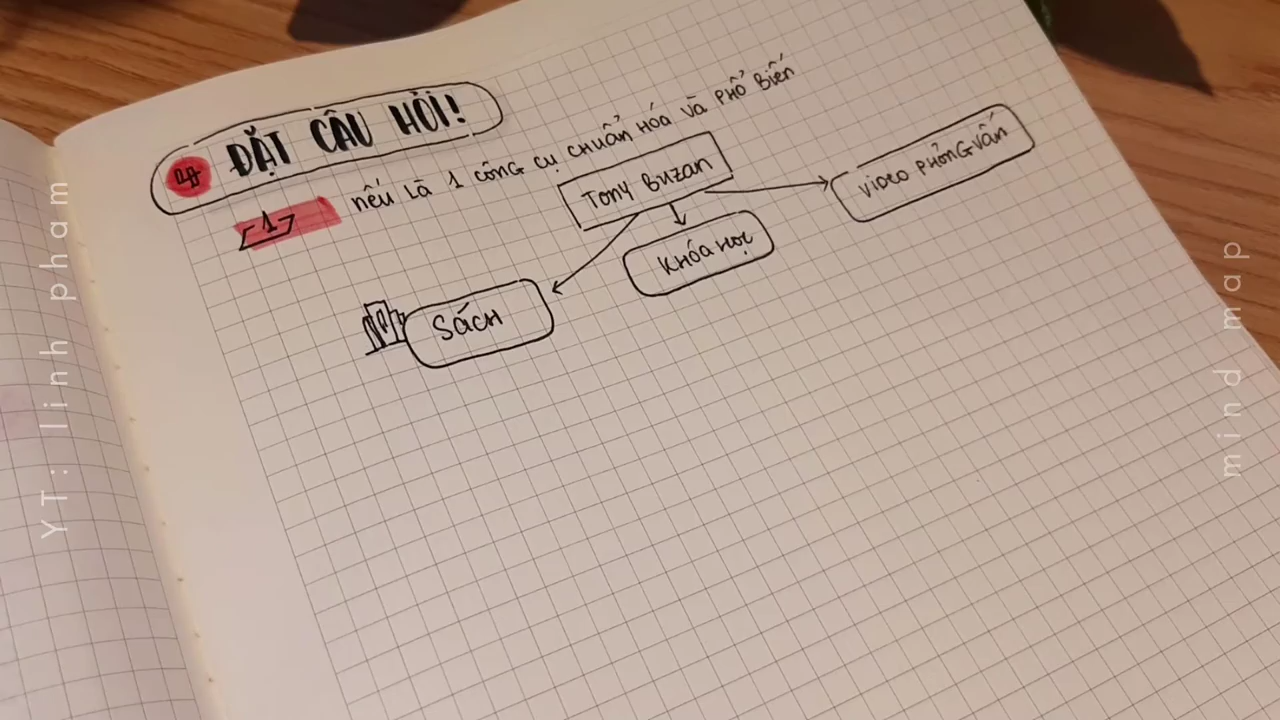 4 ĐẶT CÂU HỎI!
1 nếu là 1 công cụ chuẩn hóa và phổ biến
Tony Buzan
Video phỏng vấn
Khóa học
Sách
YT: linh pham
mind map